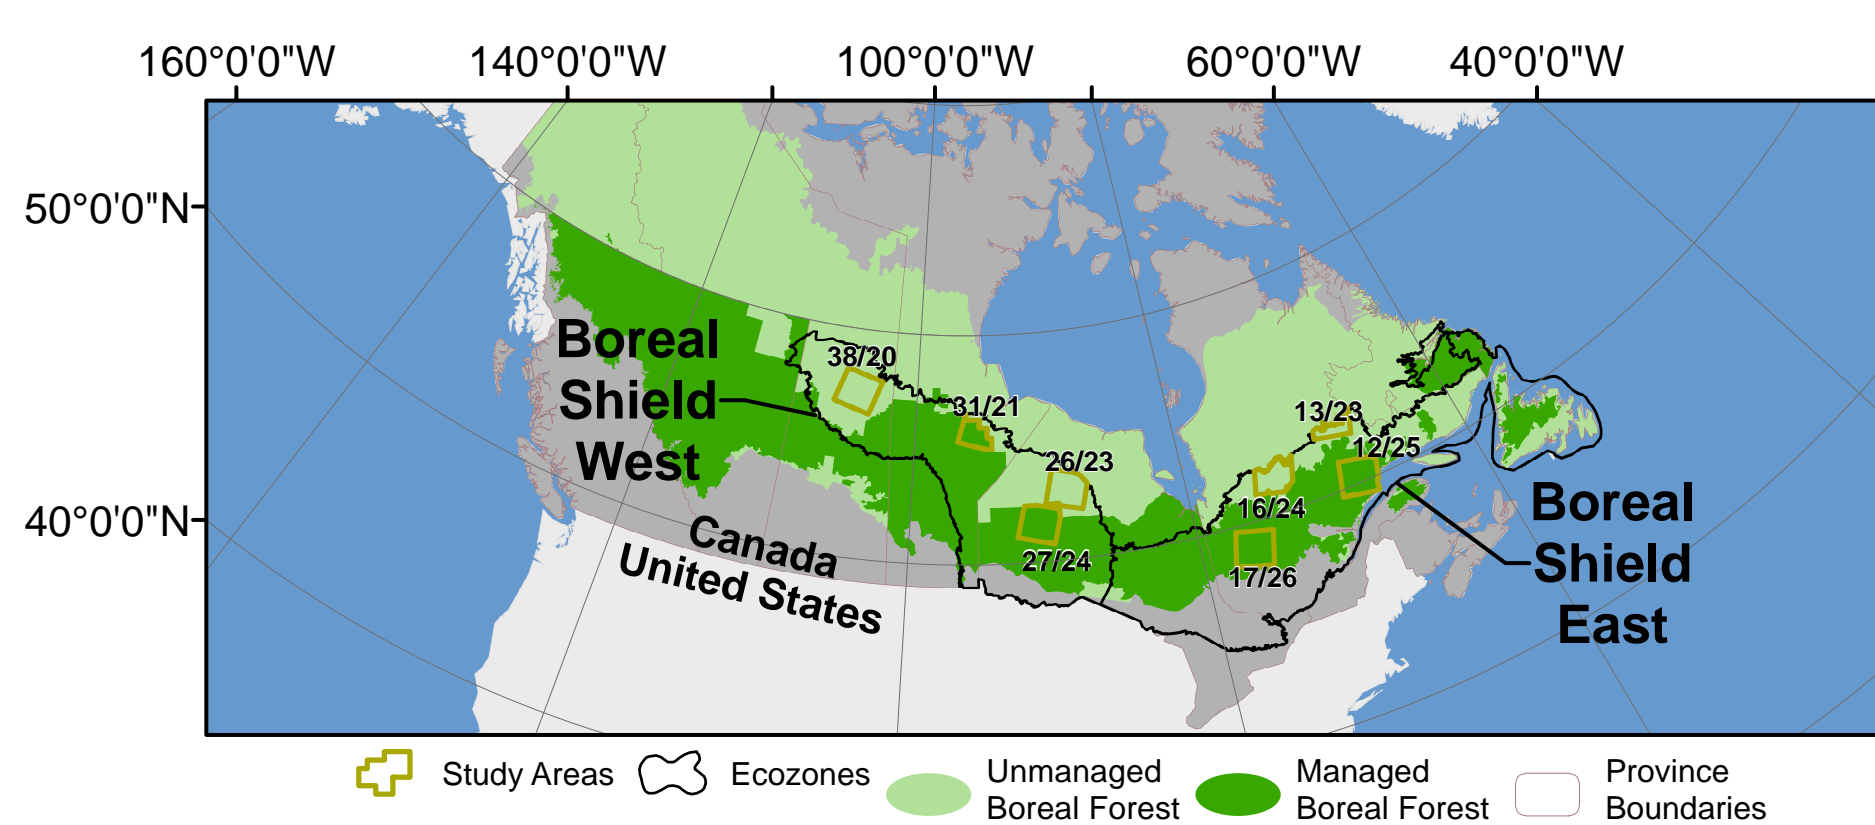 160°0'0"W 140°0'0"W 100°0'0"W 60°0'0"W 40°0'0"W
50°0'0"N
40°0'0"N
Boreal
Shield
West
38/20
31/21
26/23
27/24
13/23
12/25
16/24
17/26
Boreal
Shield
East
Canada
United States
Study Areas
Ecozones
Unmanaged
Boreal Forest
Managed
Boreal Forest
Province
Boundaries